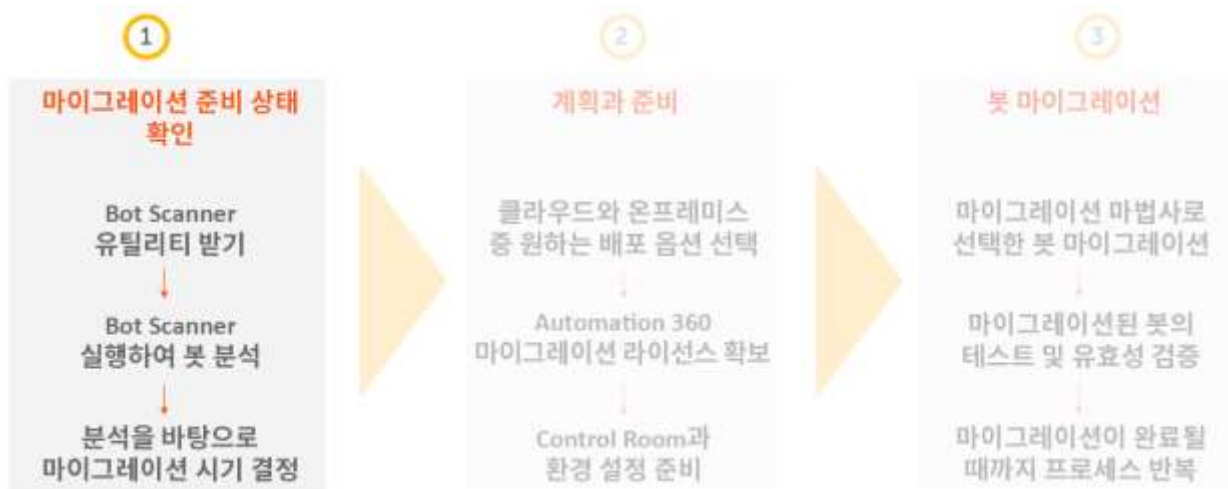 1
마이그레이션 준비 상태
확인
Bot Scanner
유틸리티 받기
Bot Scanner
실행하여 봇 분석
분석을 바탕으로
마이그레이션 시기 결정
2
계획과 준비
클라우드와 온프레미스
중 원하는 배포 옵션 선택
Automation 360
마이그레이션 라이선스 확보
Control Room과
환경 설정 준비
3
봇 마이그레이션
마이그레이션 마법사로
선택한 봇 마이그레이션
마이그레이션된 봇의
테스트 및 유효성 검증
마이그레이션이 완료될
때까지 프로세스 반복